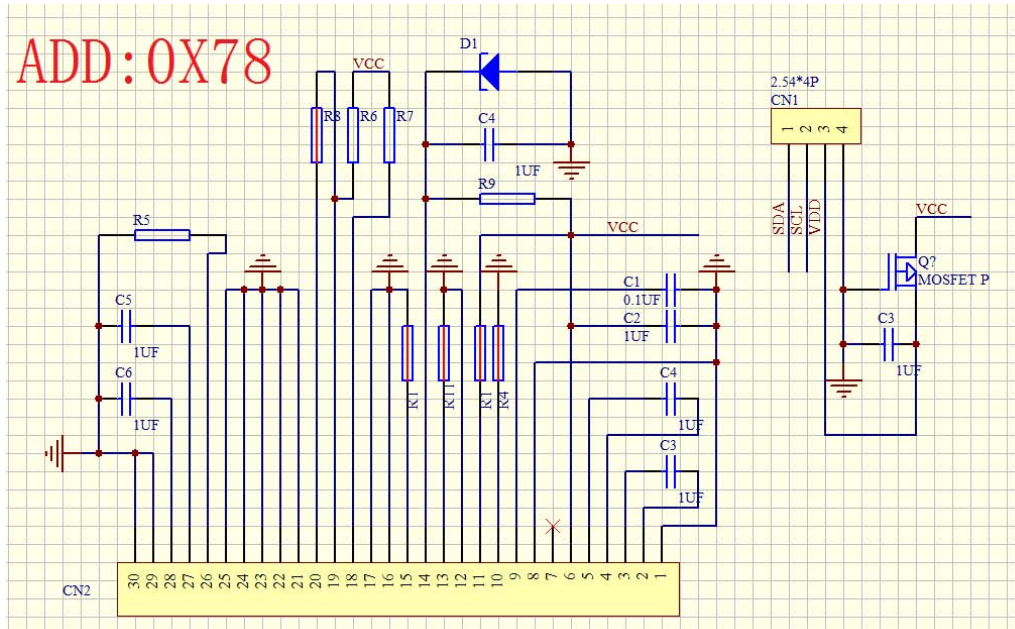 ADD:0X78
D1
VCC
2.54*4P
CN1
R8 R6 R7
C4
1 2 3 4
1UF
R9
R5
SDA
SCL
VDD
VCC
VCC
Q?
MOSFET P
C1
0.1UF
C5
C2
1UF
1UF
C3
1UF
C6
C4
1UF
R1 R11 R1 R4
1UF
C3
1UF
CN2
30 29 28 27 26 25 24 23 22 21 20 19 18 17 16 15 14 13 12 11 10 9 8 7 6 5 4 3 2 1